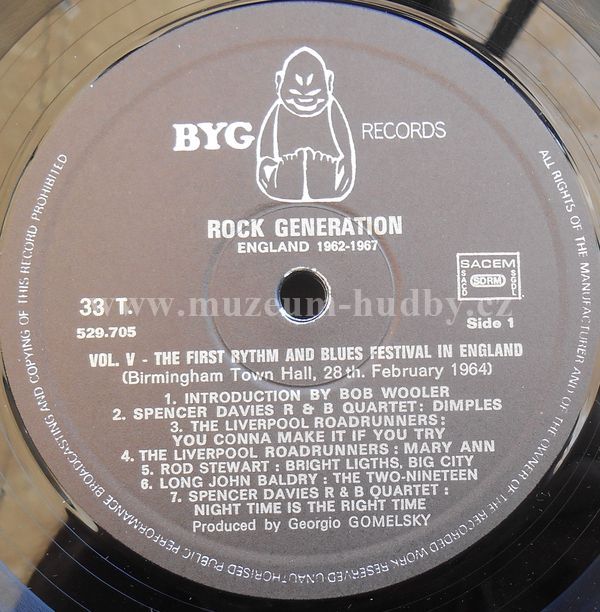 BYG RECORDS
ROCK GENERATION
ENGLAND 1962-1967
33 T.
529.705
SACEM
SACD SDRM SGDL
Side 1
www.muzeum-hudby.cz
VOL. V - THE FIRST RYTHM AND BLUES FESTIVAL IN ENGLAND
(Birmingham Town Hall, 28 th. February 1964)
1. INTRODUCTION BY BOB WOOLER
2. SPENCER DAVIES R & B QUARTET : DIMPLES
3. THE LIVERPOOL ROADRUNNERS :
YOU CONNA MAKE IT IF YOU TRY
4. THE LIVERPOOL ROADRUNNERS : MARY ANN
5. ROD STEWART : BRIGHT LIGTHS, BIG CITY
6. LONG JOHN BALDRY : THE TWO-NINETEEN
7. SPENCER DAVIES R & B QUARTET :
NIGHT TIME IS THE RIGHT TIME
Produced by Georgio GOMELSKY
ALL RIGHTS OF THE MANUFACTURER AND OF THE OWNER OF THE RECORDED WORK RESERVED UNAUTHORISED PUBLIC PERFORMANCE BROADCASTING AND COPYING OF THIS RECORD PROHIBITED